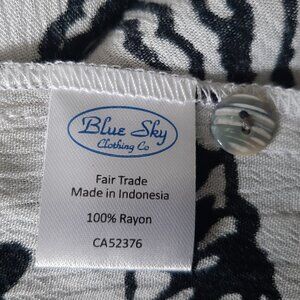 Blue Sky
Clothing Co
Fair Trade
Made in Indonesia
100% Rayon
CA52376